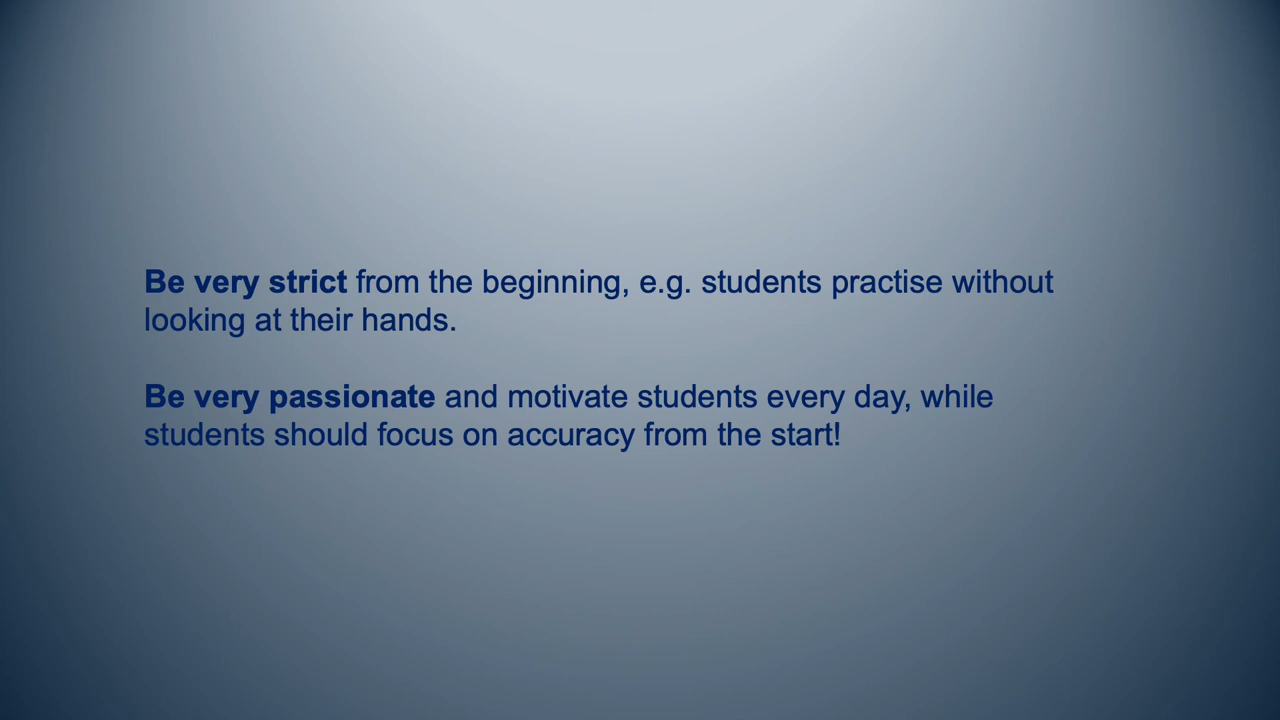 Be very strict from the beginning, e.g. students practise without
looking at their hands.
Be very passionate and motivate students every day, while
students should focus on accuracy from the start!